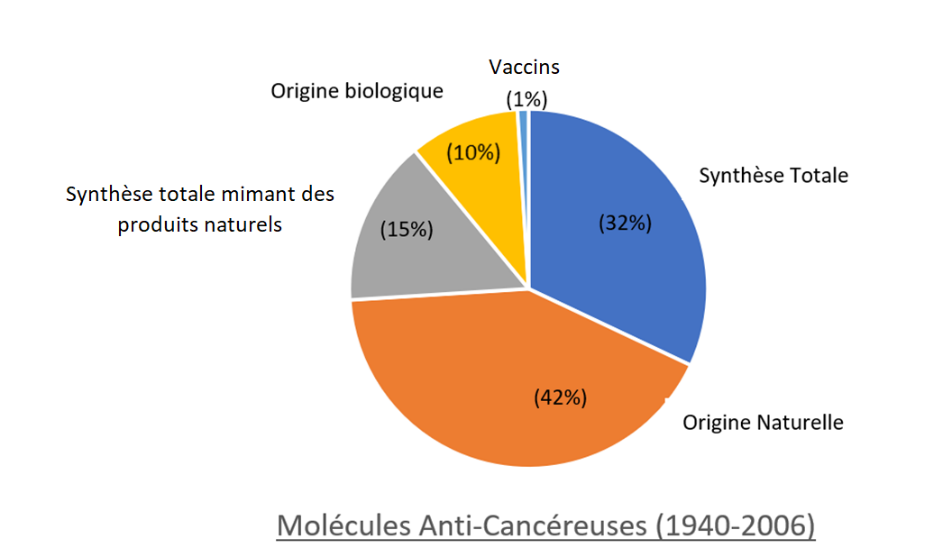 Vaccins
(1%)
Origine biologique
(10%)
Synthèse Totale
(32%)
Synthèse totale mimant des
produits naturels
(15%)
(42%)
Origine Naturelle
Molécules Anti-Cancéreuses (1940-2006)